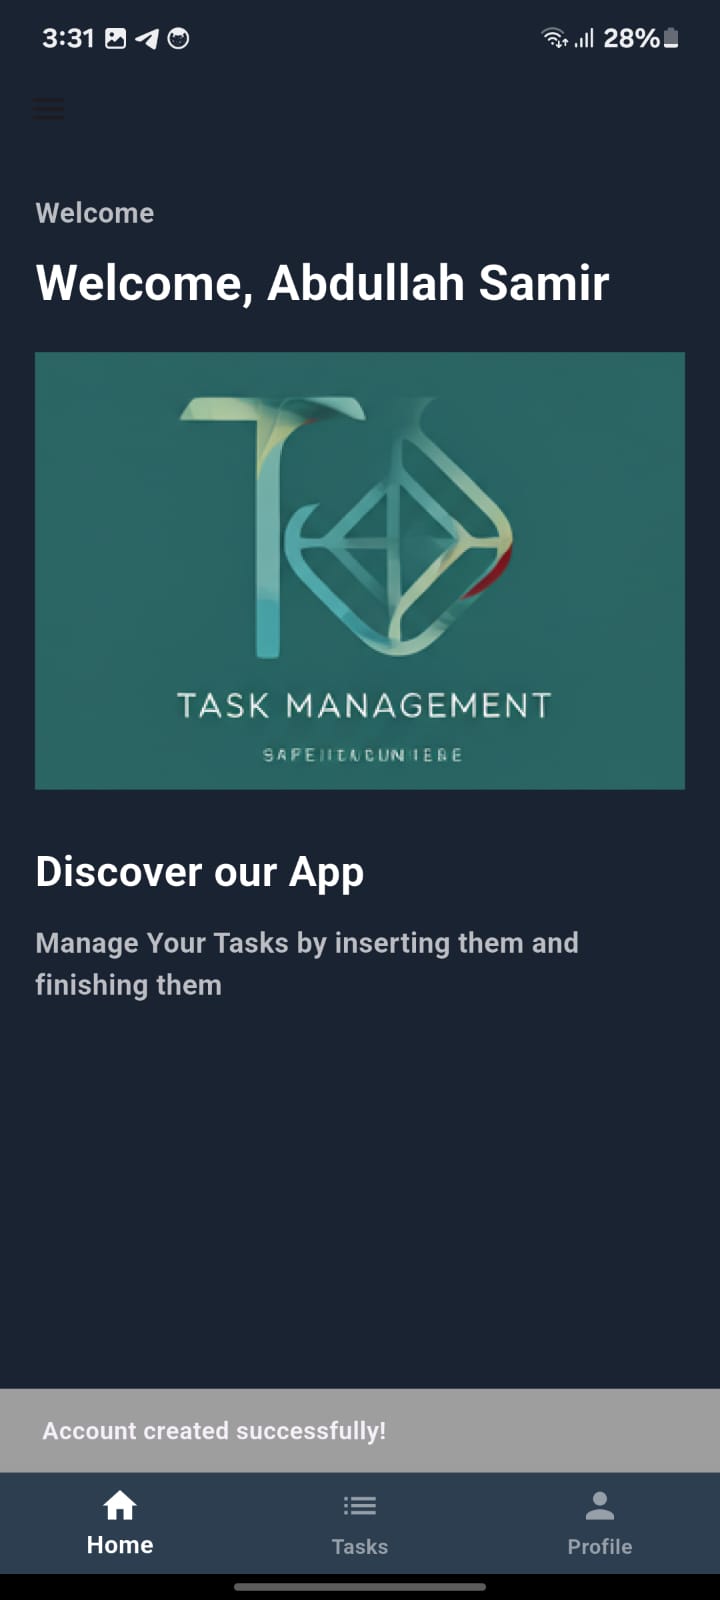 3:31
28%
Welcome
Welcome, Abdullah Samir
TASK MANAGEMENT
Discover our App
Manage Your Tasks by inserting them and
finishing them
Account created successfully!
Home
Tasks
Profile